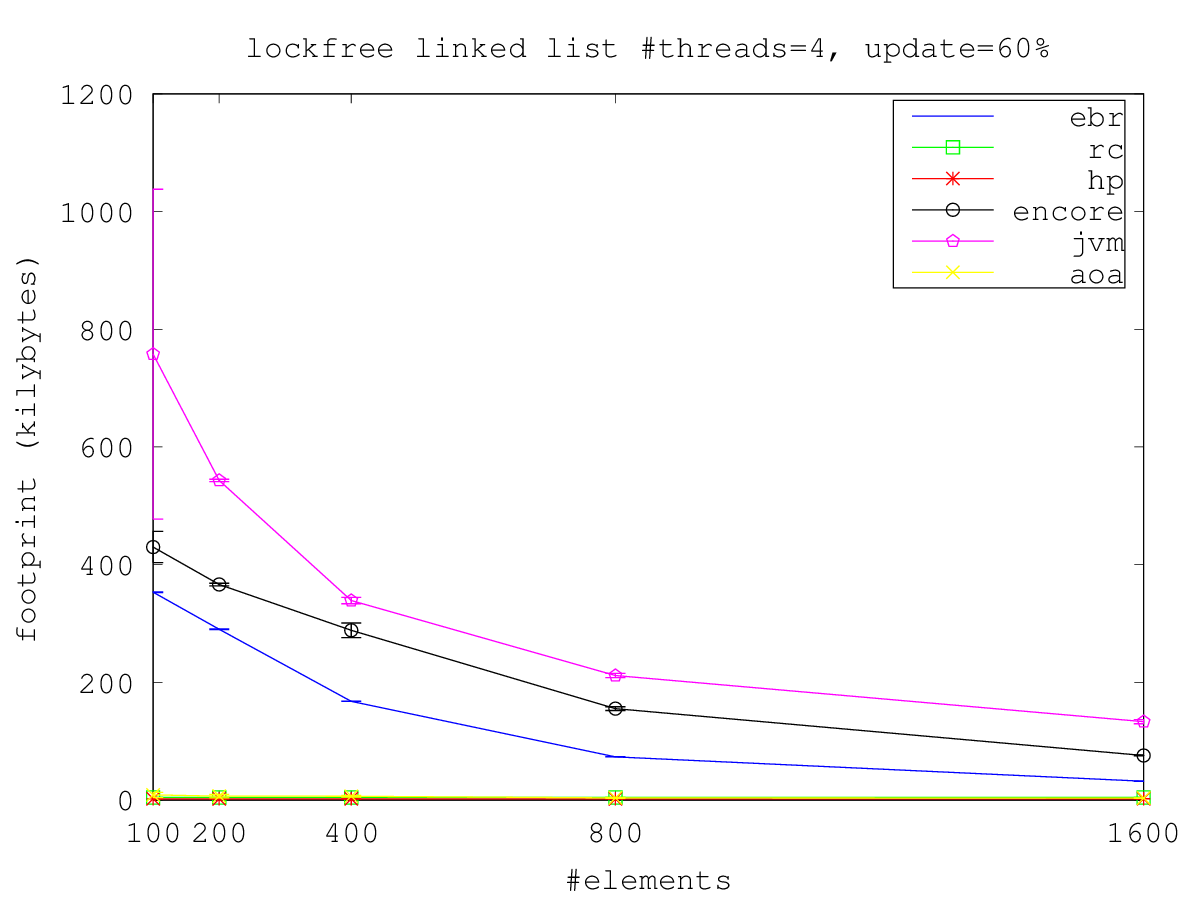 lockfree linked list #threads=4, update=60%
1200
1000
800
600
400
200
0
footprint (kilybytes)
ebr
rc
hp
encore
jvm
aoa
100 200 400 800 1600
#elements